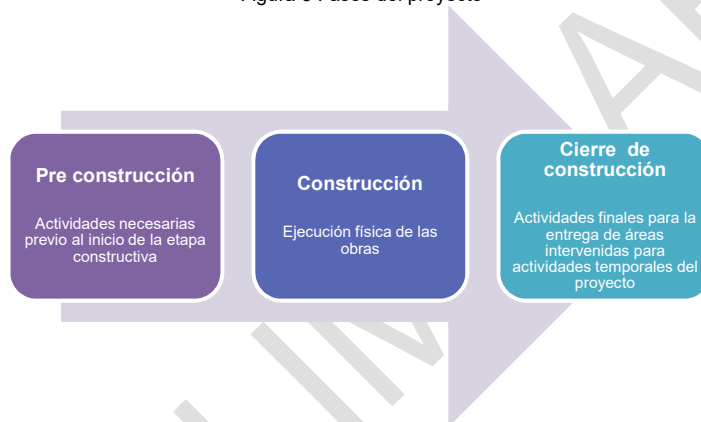 Pre construcción
Actividades necesarias
previo al inicio de la etapa
constructiva
Construcción
Ejecución física de las
obras
Cierre de
construcción
Actividades finales para la
entrega de áreas
intervenidas para
actividades temporales del
proyecto